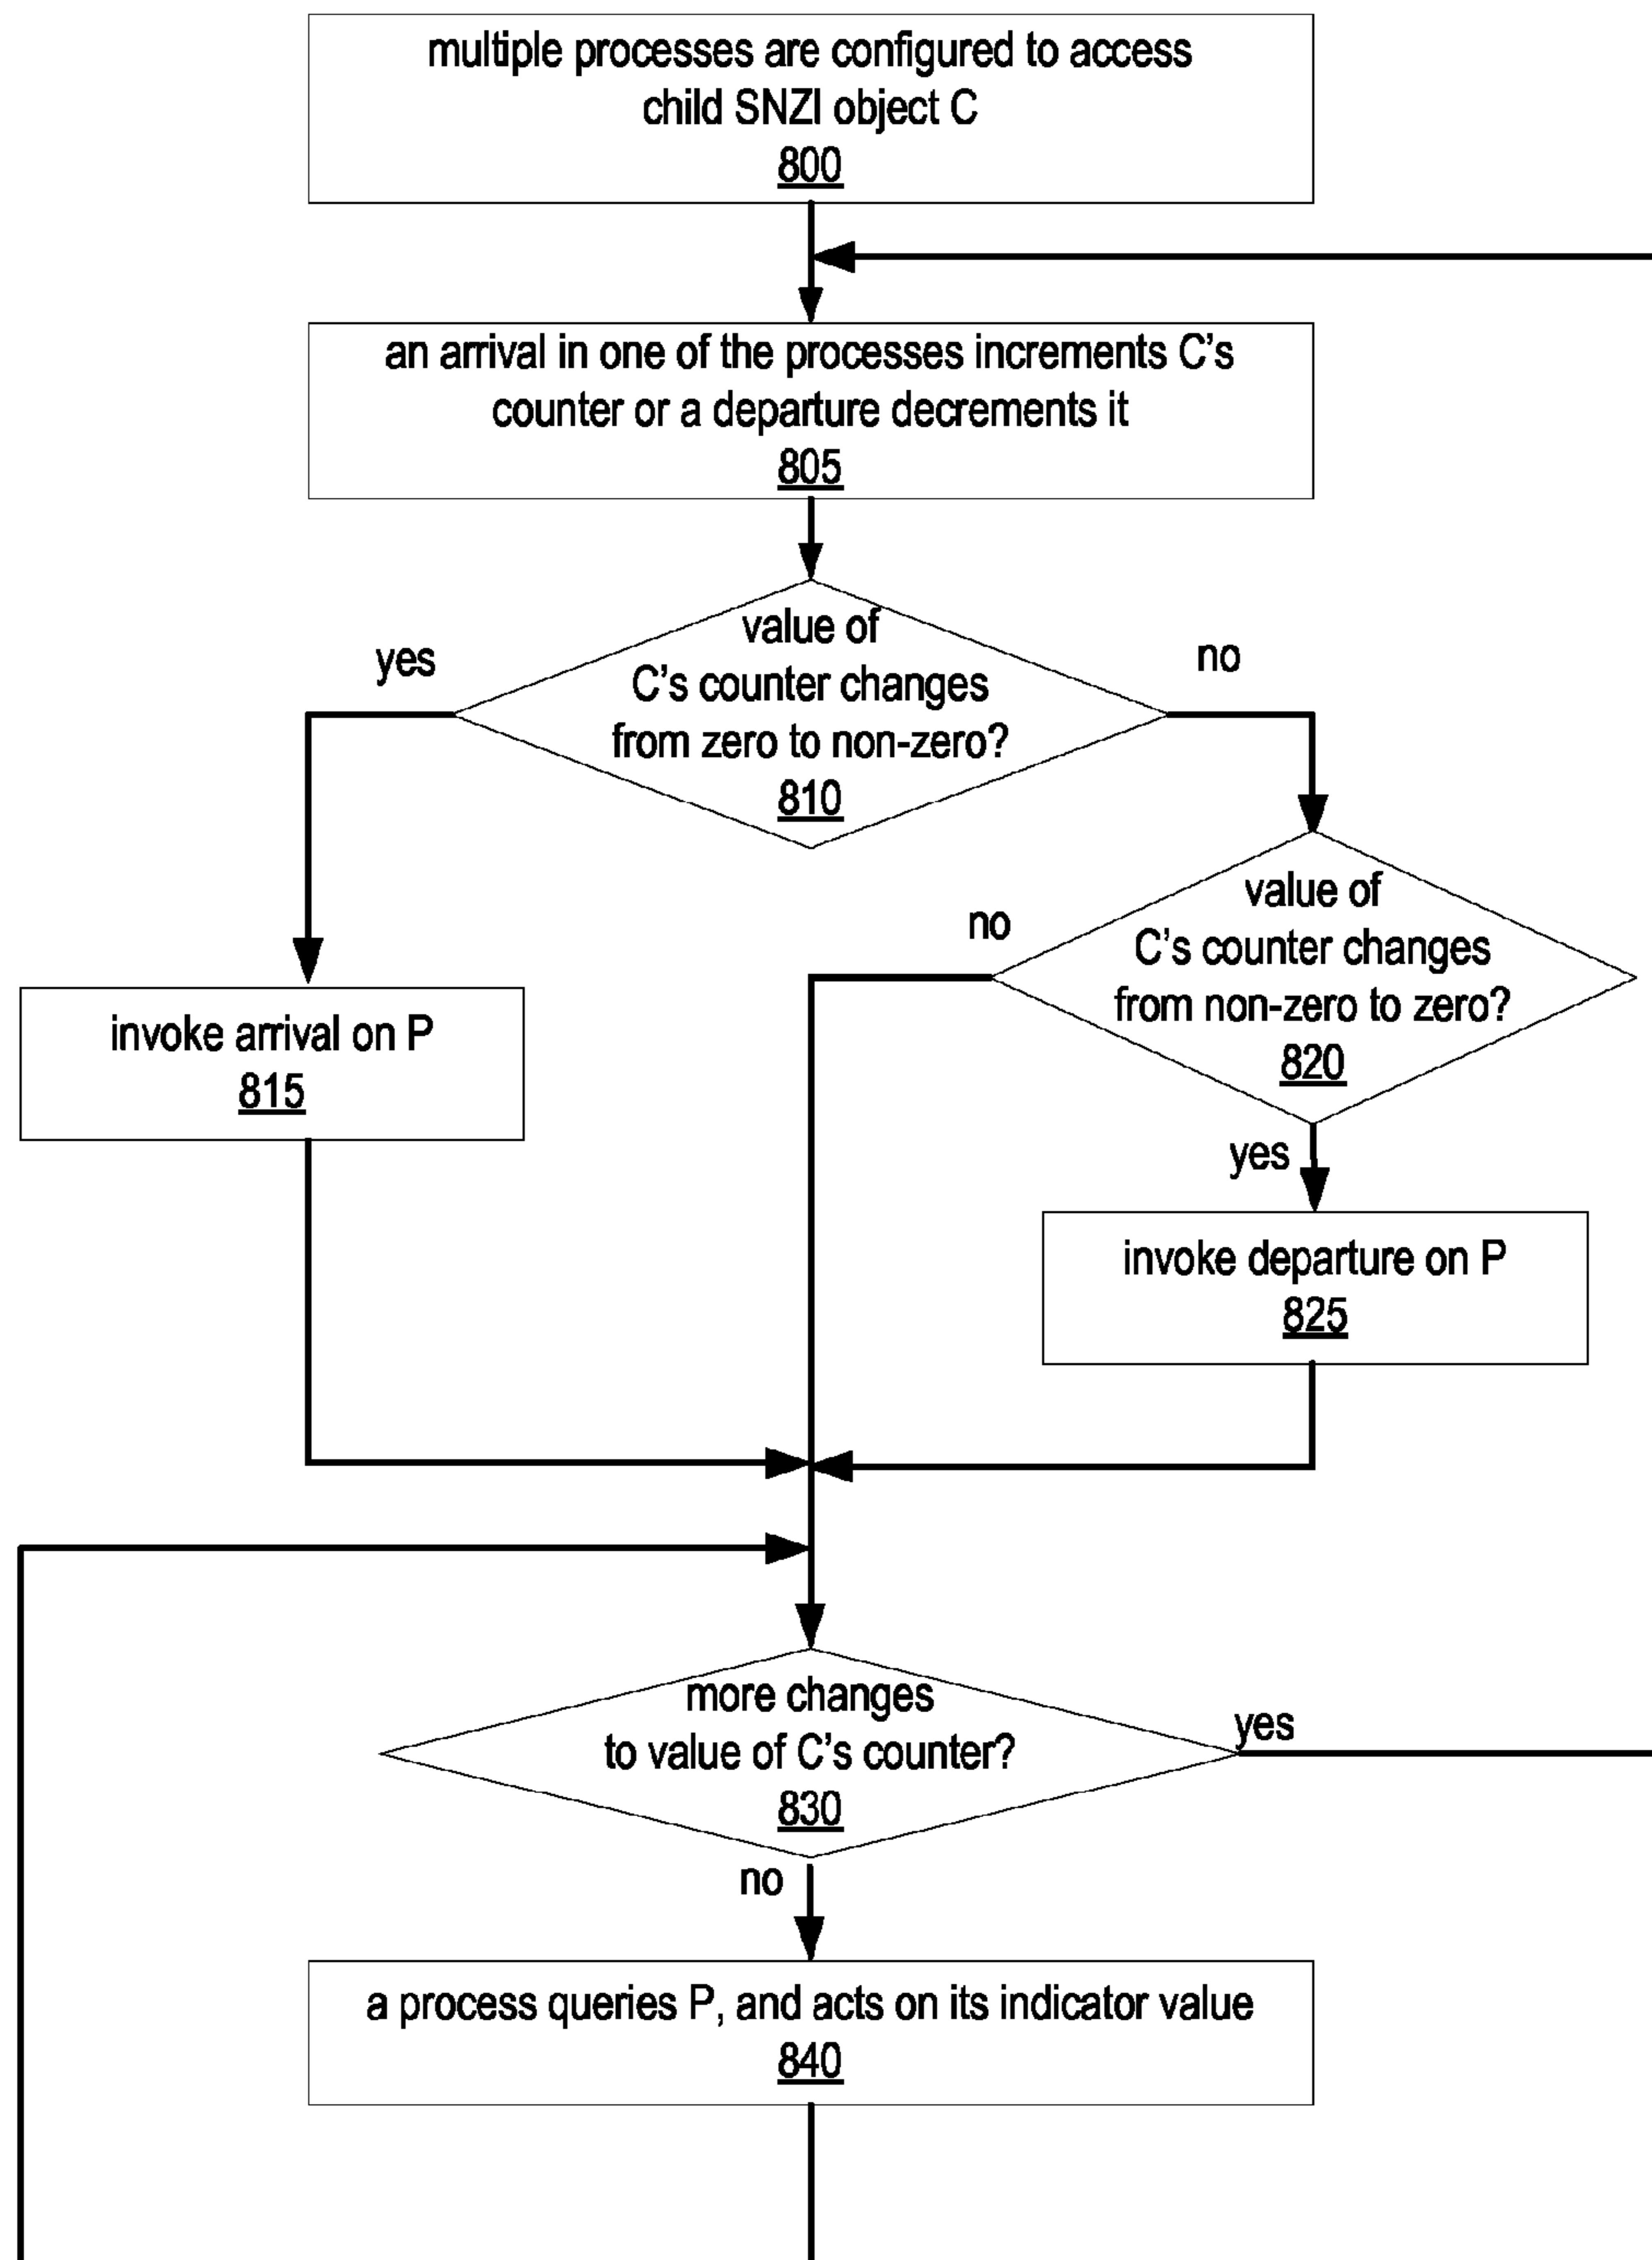 multiple processes are configured to access
child SNZI object C
800
an arrival in one of the processes increments C's
counter or a departure decrements it
805
value of
C's counter changes
from zero to non-zero?
810
yes
no
value of
C's counter changes
from non-zero to zero?
820
no
invoke arrival on P
815
yes
invoke departure on P
825
more changes
to value of C's counter?
830
yes
no
a process queries P, and acts on its indicator value
840